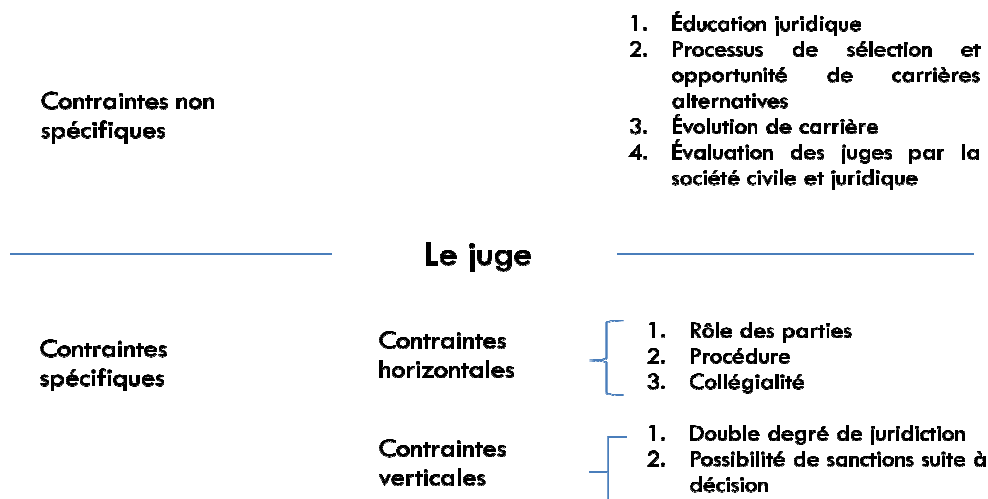 Contraintes non
spécifiques
1. Éducation juridique
2. Processus de sélection et
opportunité de carrières
alternatives
3. Évolution de carrière
4. Évaluation des juges par la
société civile et juridique
Le juge
Contraintes
spécifiques
Contraintes
horizontales
1. Rôle des parties
2. Procédure
3. Collégialité
Contraintes
verticales
1. Double degré de juridiction
2. Possibilité de sanctions suite à
décision